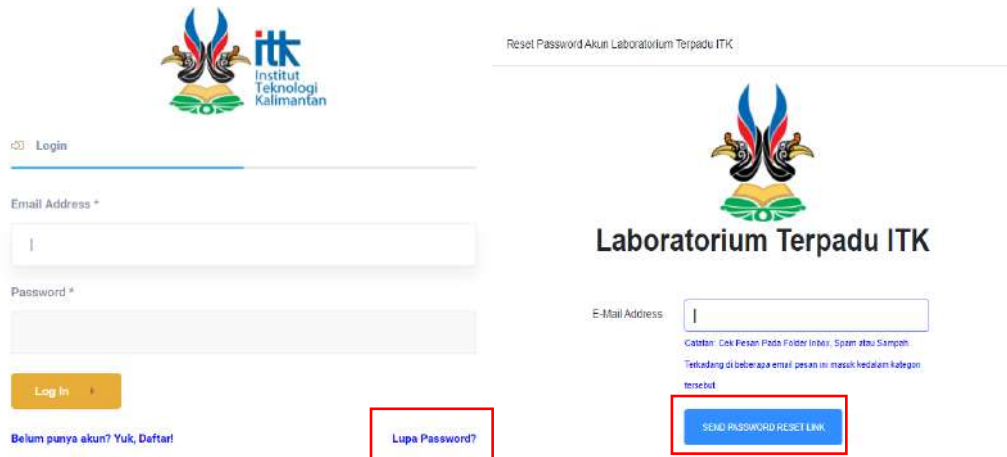 itk
Institut
Teknologi
Kalimantan
Login
Email Address *
Password *
Log In
Belum punya akun? Yuk, Daftar!
Lupa Password?
Reset Password Akun Laboratorium Terpadu ITK
Laboratorium Terpadu ITK
E-Mail Address
Catatan: Cek Pesan Pada Folder Inbox, Spam atau Sampah.
Terkadang di beberapa email pesan ini masuk kedalam kategori
tersebut
SEND PASSWORD RESET LINK